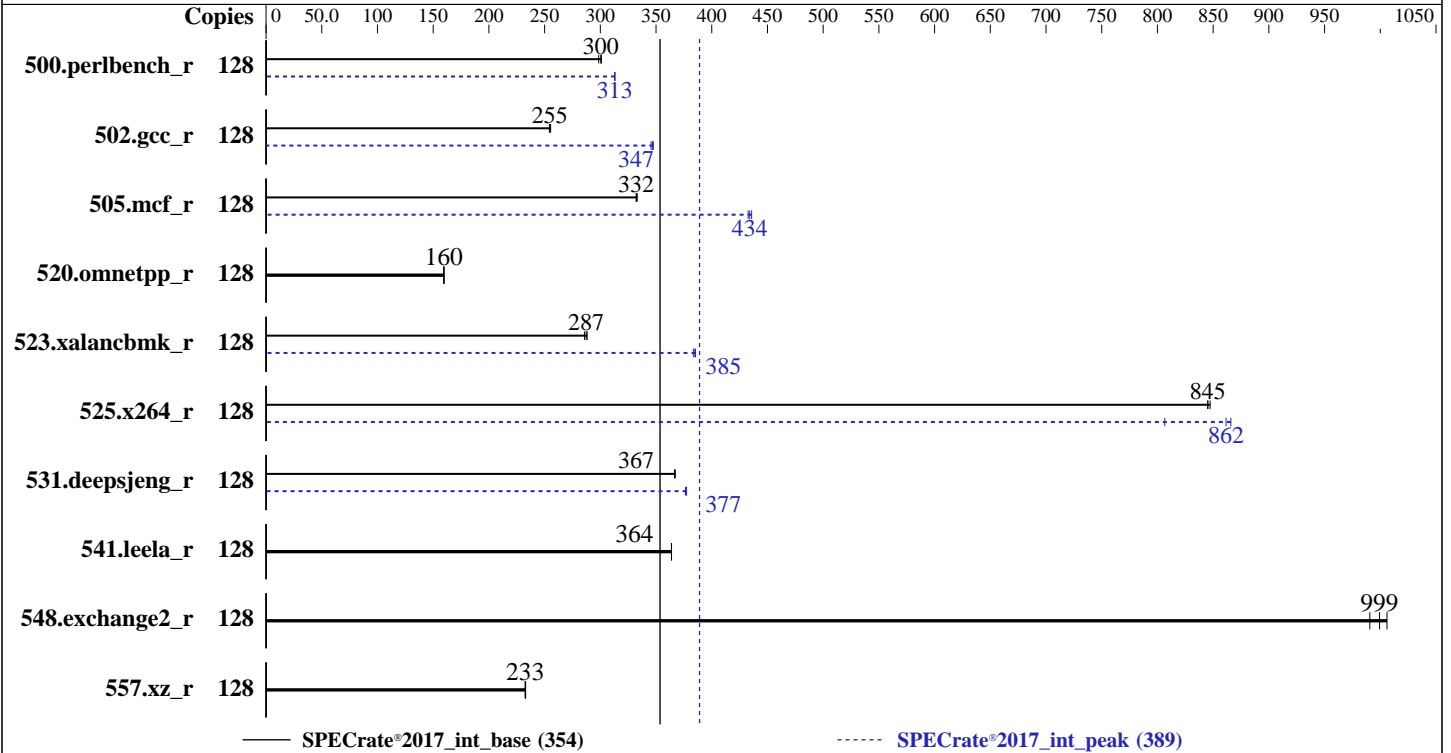 Copies 0 50.0 100 150 200 250 300 350 400 450 500 550 600 650 700 750 800 850 900 950 1050
300
500.perlbench_r 128
313
255
502.gcc_r 128
347
332
505.mcf_r 128
434
160
520.omnetpp_r 128
287
523.xalancbmk_r 128
385
845
525.x264_r 128
862
367
531.deepsjeng_r 128
377
364
541.leela_r 128
999
548.exchange2_r 128
233
557.xz_r 128
SPECrate®2017_int_base (354) SPECrate®2017_int_peak (389)